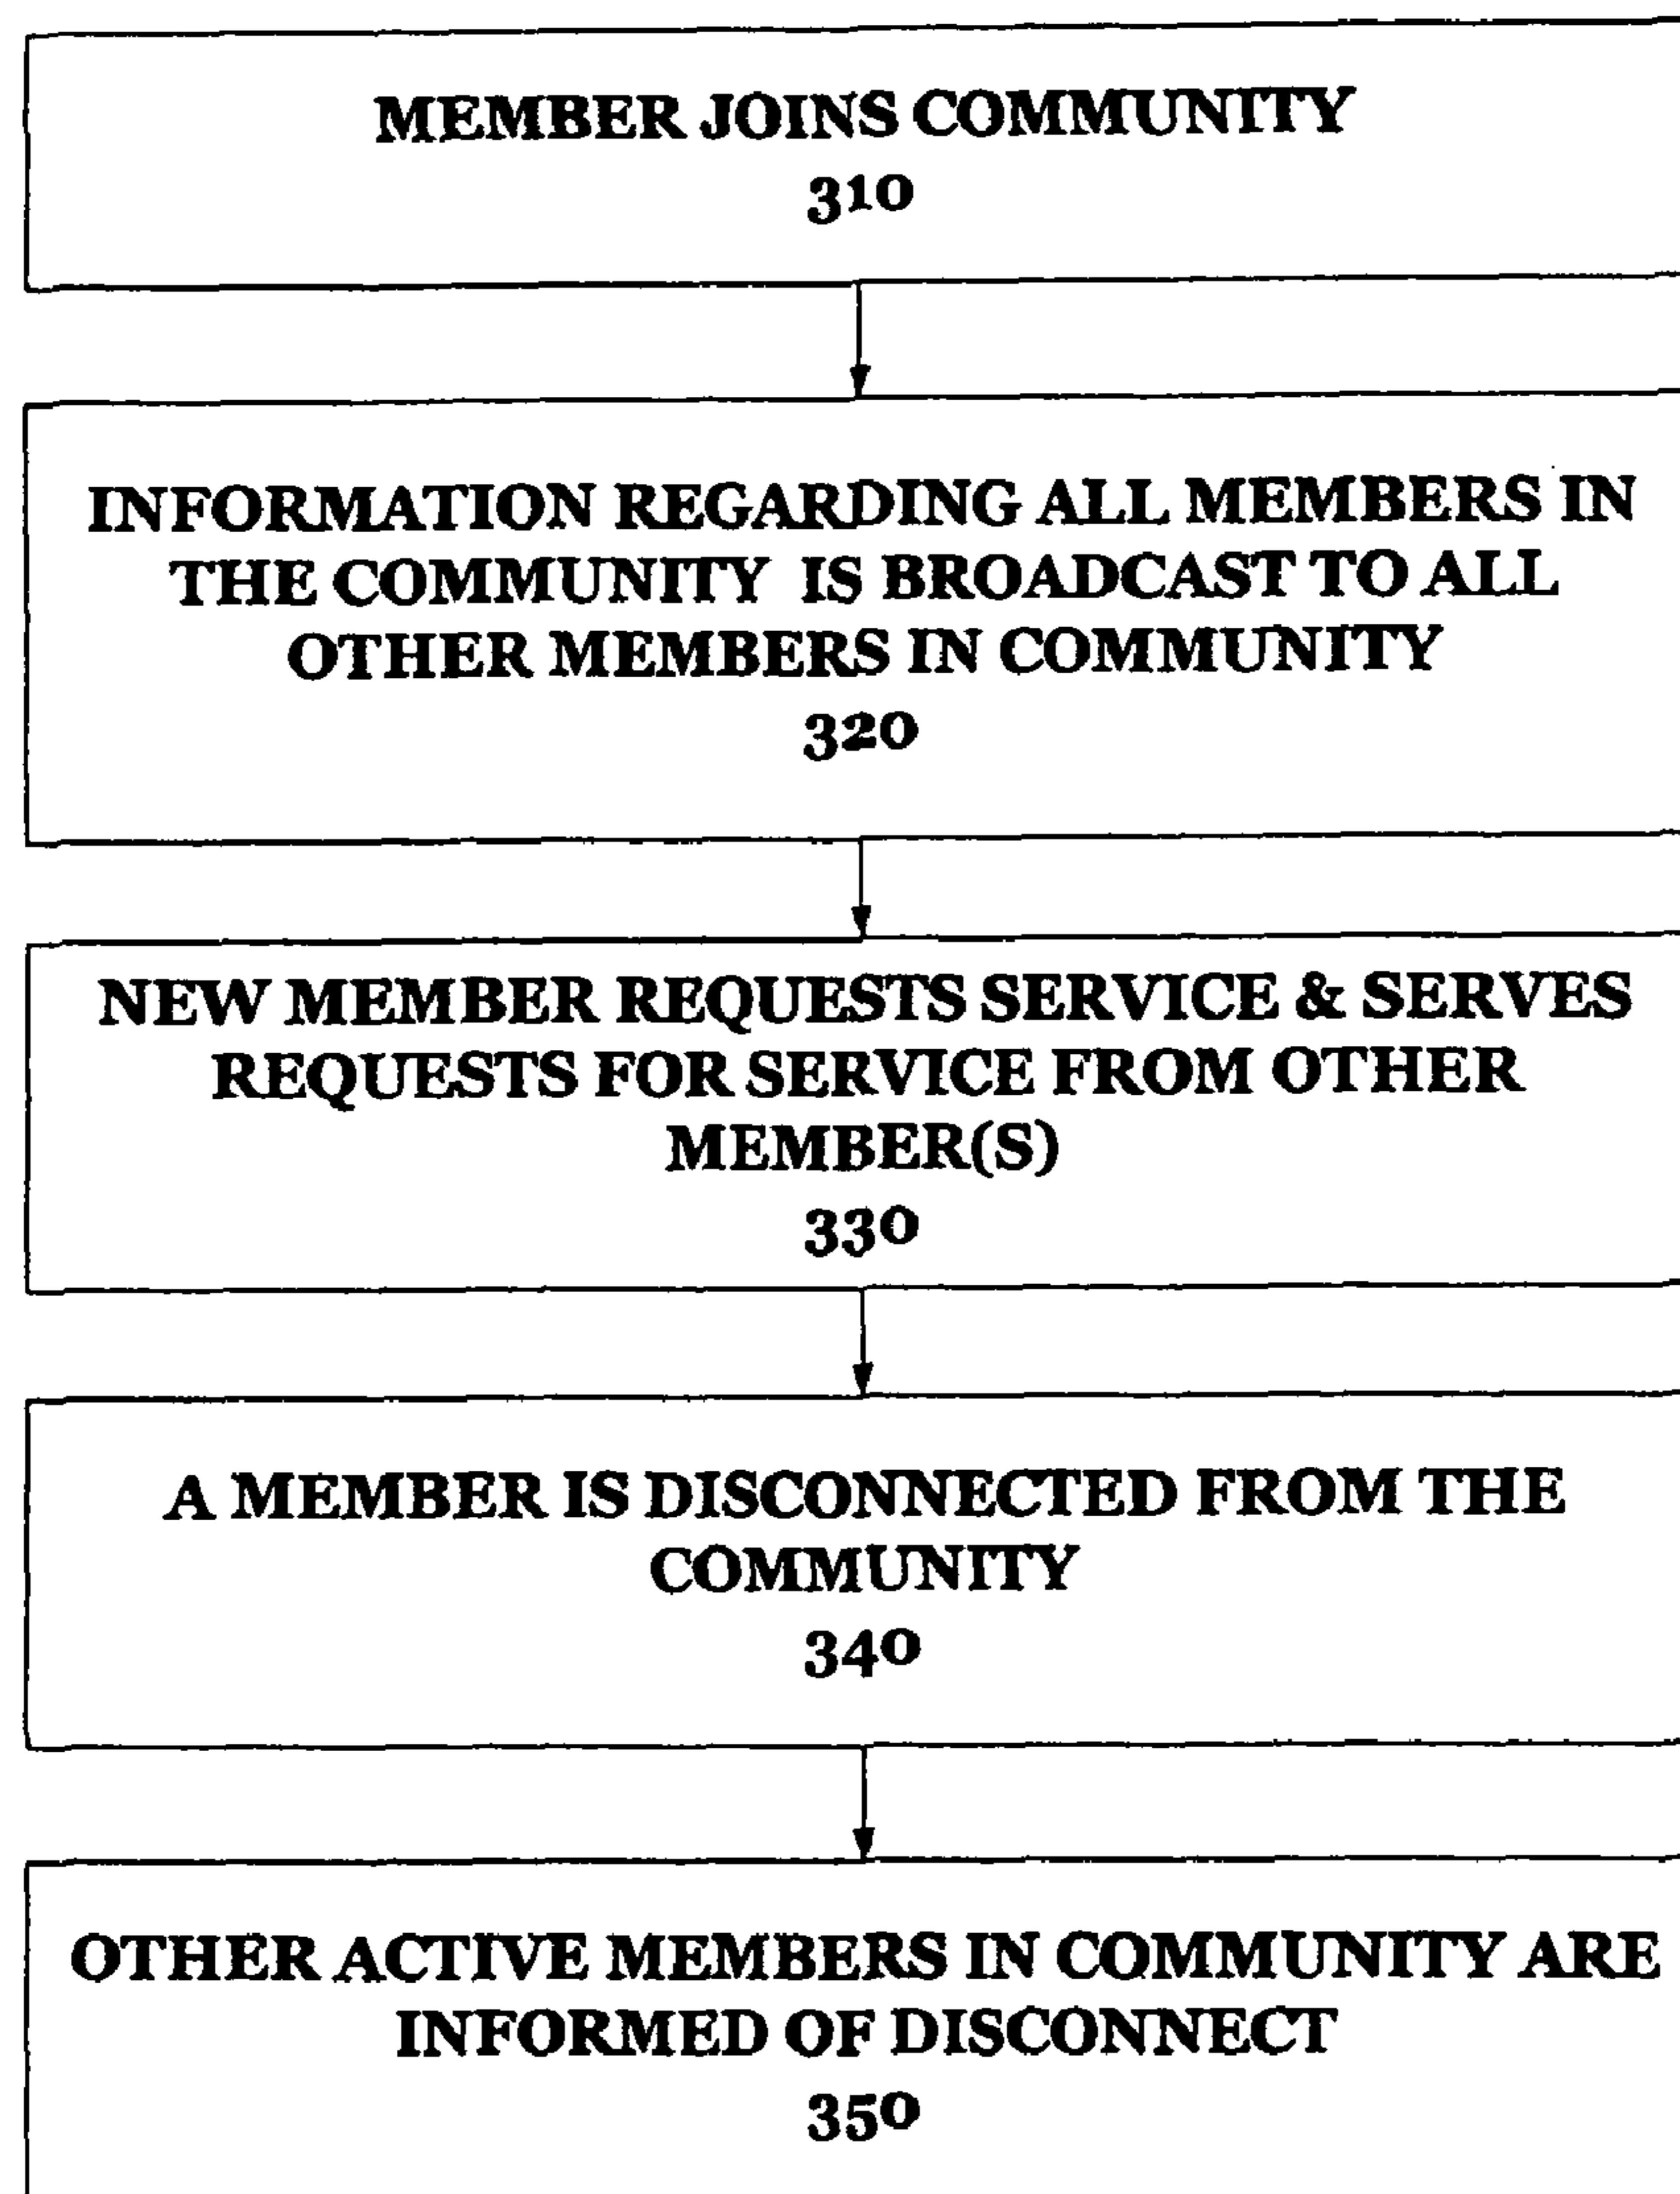 MEMBER JOINS COMMUNITY
310
INFORMATION REGARDING ALL MEMBERS IN
THE COMMUNITY IS BROADCAST TO ALL
OTHER MEMBERS IN COMMUNITY
320
NEW MEMBER REQUESTS SERVICE & SERVES
REQUESTS FOR SERVICE FROM OTHER
MEMBER(S)
330
A MEMBER IS DISCONNECTED FROM THE
COMMUNITY
340
OTHER ACTIVE MEMBERS IN COMMUNITY ARE
INFORMED OF DISCONNECT
350